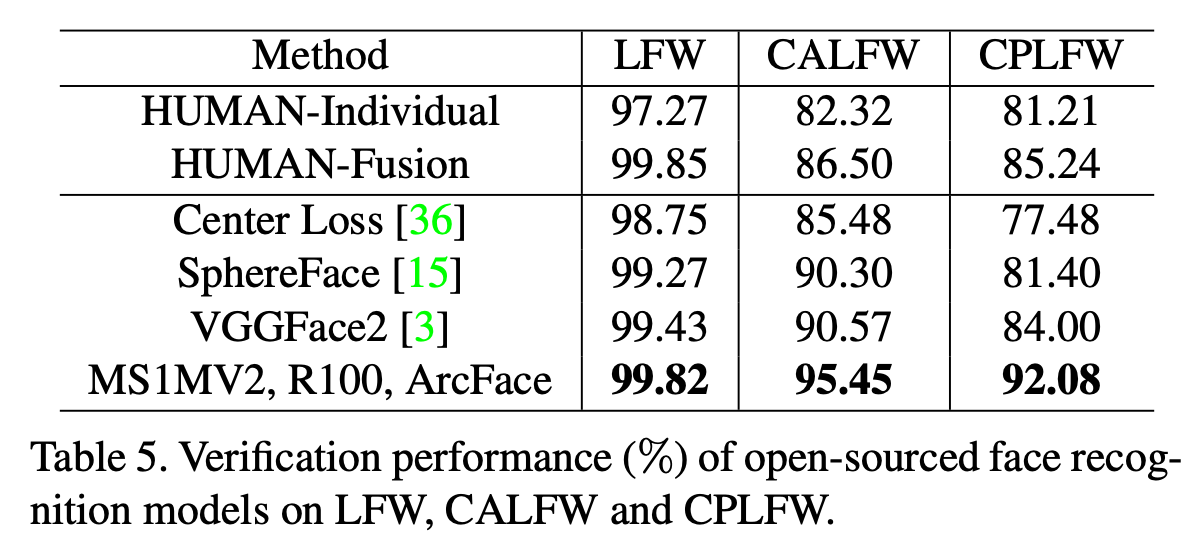 Method LFW CALFW CPLFW
HUMAN-Individual 97.27 82.32 81.21
HUMAN-Fusion 99.85 86.50 85.24
Center Loss [36] 98.75 85.48 77.48
SphereFace [15] 99.27 90.30 81.40
VGGFace2 [3] 99.43 90.57 84.00
MS1MV2, R100, ArcFace 99.82 95.45 92.08
Table 5. Verification performance (%) of open-sourced face recog-
nition models on LFW, CALFW and CPLFW.